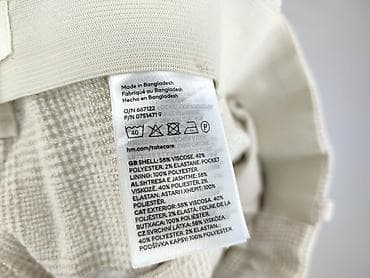 Made in Bangladesh
Fabriqué au Bangladesh
Hecho en Bangladesh
O/N 667122
P/N 0751471 9
40
P
hm.com/takecare
GB SHELL: 58% VISCOSE, 40%
POLYESTER, 2% ELASTANE. POCKET
LINING: 100% POLYESTER
AL SHTRESA E JASHTME: 58%
VISKOZË, 40% POLIESTER, 2%
ELASTAN. ASTARI I XHEPIT: 100%
POLIESTER
CAT EXTERIOR: 58% VISCOSA, 40%
POLIÈSTER, 2% ELASTÀ. FOLRE DE LA
BUTXACA: 100% POLIÈSTER
CZ SVRCHNÍ LÁTKA: 58% VISKÓZA,
40% POLYESTER, 2% ELASTAN.
PODŠÍVKA KAPSY: 100% POLYESTER